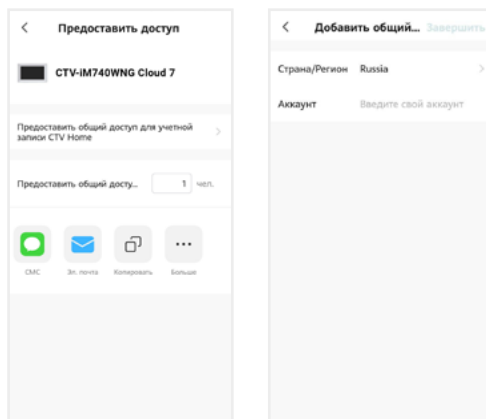 Предоставить доступ
CTV-iM740WNG Cloud 7
Предоставить общий доступ для учетной
записи CTV Home
Предоставить общий досту... 1 чел.
СМС Эл. почта Копировать Больше
Добавить общий... Завершить
Страна/Регион Russia
Аккаунт Введите свой аккаунт